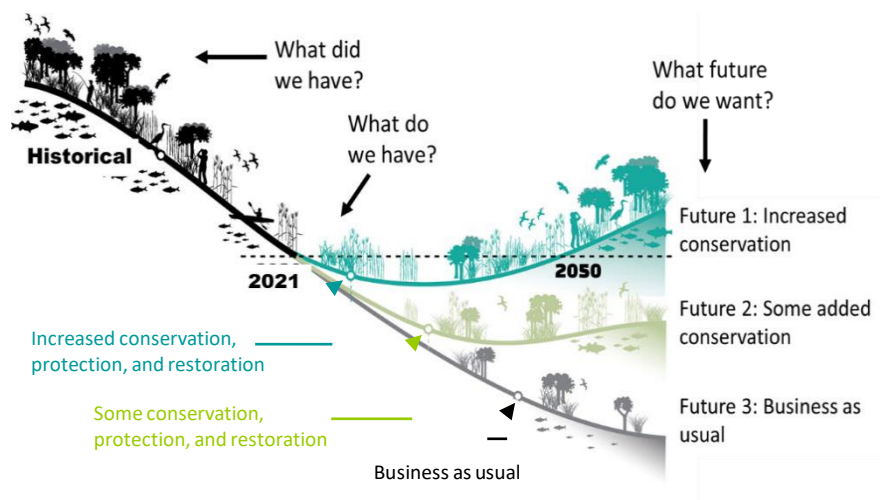 What did
we have?
What future
do we want?
What do
we have?
Historical
Future 1: Increased
conservation
2021
2050
Future 2: Some added
conservation
Increased conservation,
protection, and restoration
Some conservation,
protection, and restoration
Future 3: Business as
usual
Business as usual